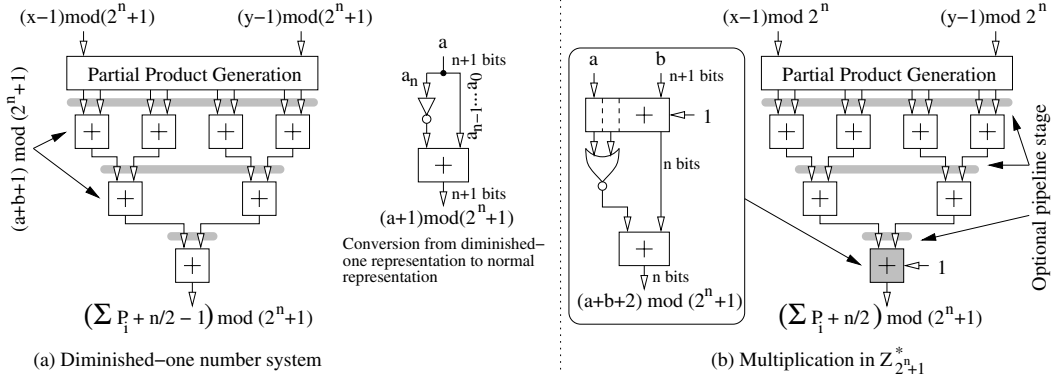 (x−1)mod(2^n+1)
(y−1)mod(2^n+1)
Partial Product Generation
+
+
+
+
(a+b+1) mod (2^n+1)
+
+
+
(∑ P_i + n/2 − 1) mod (2^n+1)
(a) Diminished−one number system
a
n+1 bits
a_n
a_{n−1}...a_0
+
n+1 bits
(a+1)mod(2^n+1)
Conversion from diminished−
one representation to normal
representation
a
b
n+1 bits
+
1
n bits
+
n bits
(a+b+2) mod (2^n+1)
(x−1)mod 2^n
(y−1)mod 2^n
Partial Product Generation
+
+
+
+
+
+
+
1
Optional pipeline stage
(∑ P_i + n/2) mod (2^n+1)
(b) Multiplication in Z^*_{2^n+1}